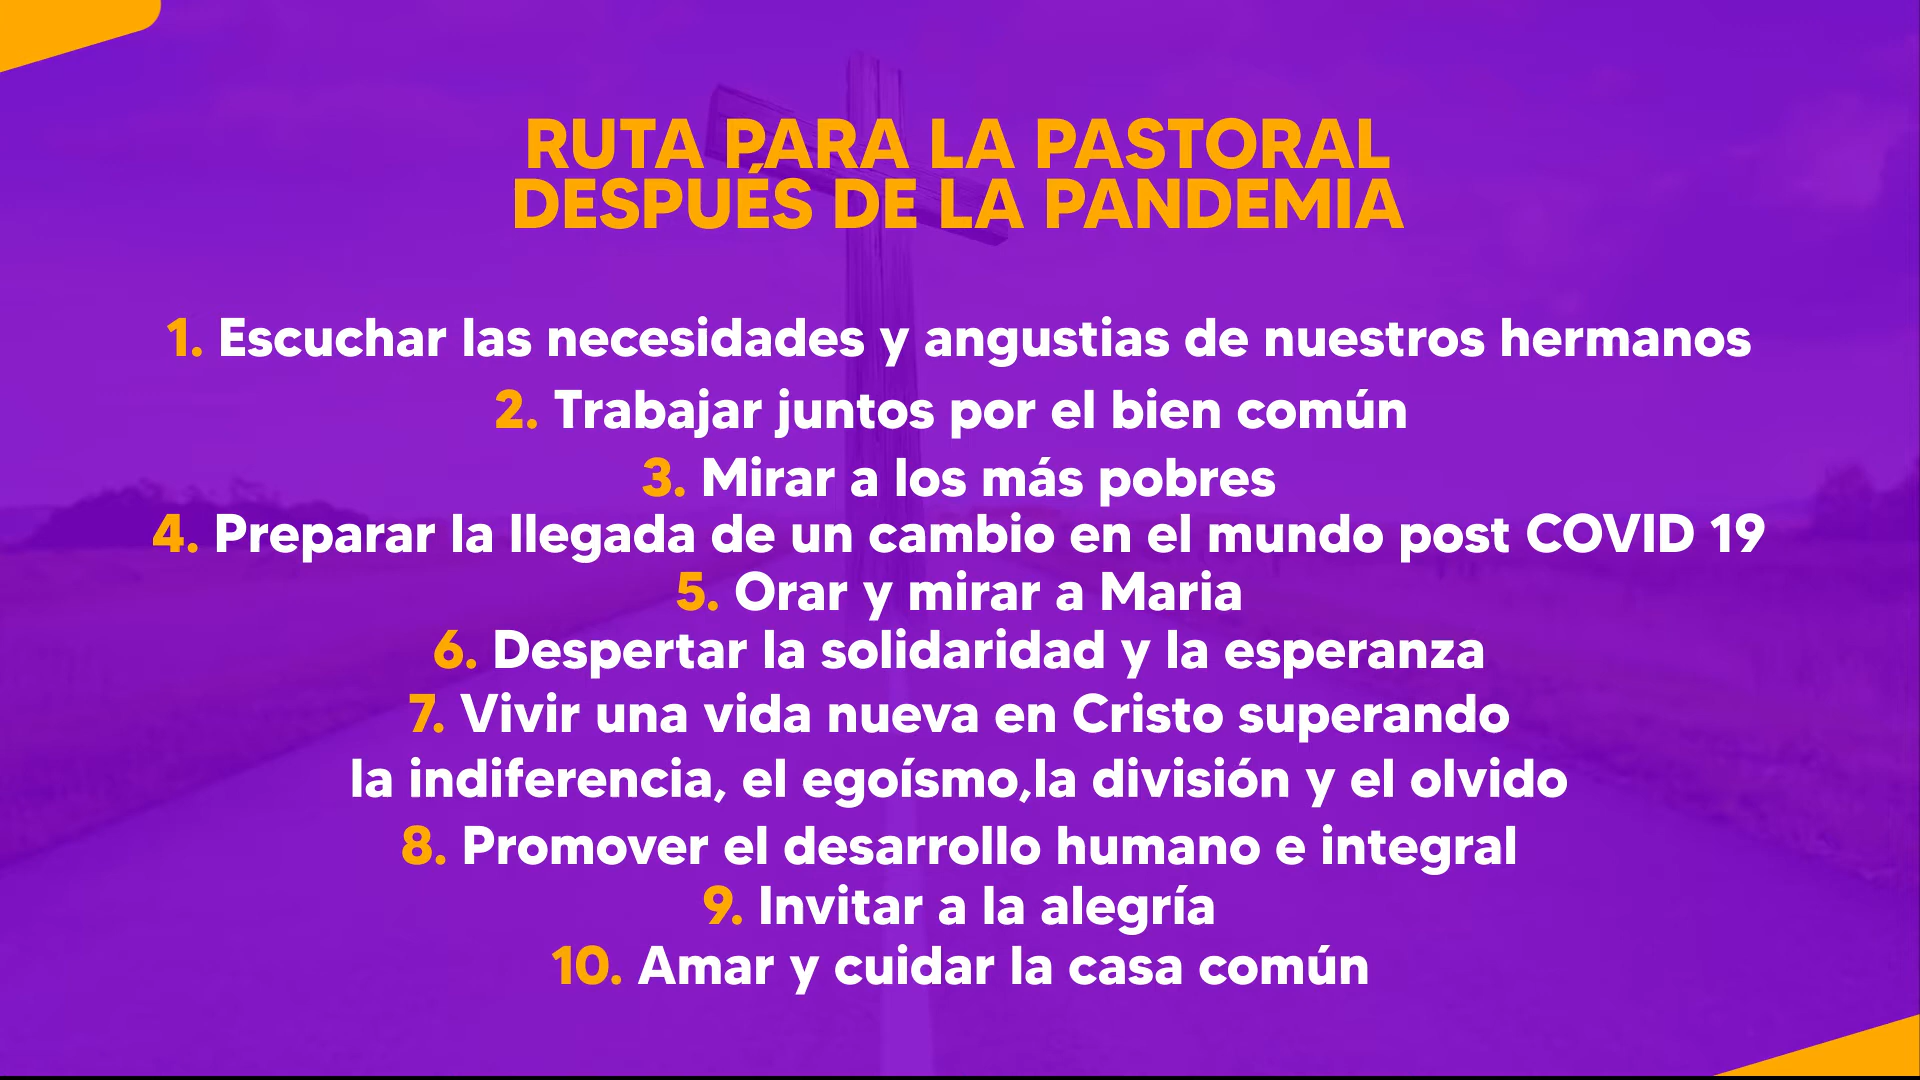 RUTA PARA LA PASTORAL
DESPUÉS DE LA PANDEMIA
1. Escuchar las necesidades y angustias de nuestros hermanos
2. Trabajar juntos por el bien común
3. Mirar a los más pobres
4. Preparar la llegada de un cambio en el mundo post COVID 19
5. Orar y mirar a Maria
6. Despertar la solidaridad y la esperanza
7. Vivir una vida nueva en Cristo superando
la indiferencia, el egoísmo,la división y el olvido
8. Promover el desarrollo humano e integral
9. Invitar a la alegría
10. Amar y cuidar la casa común